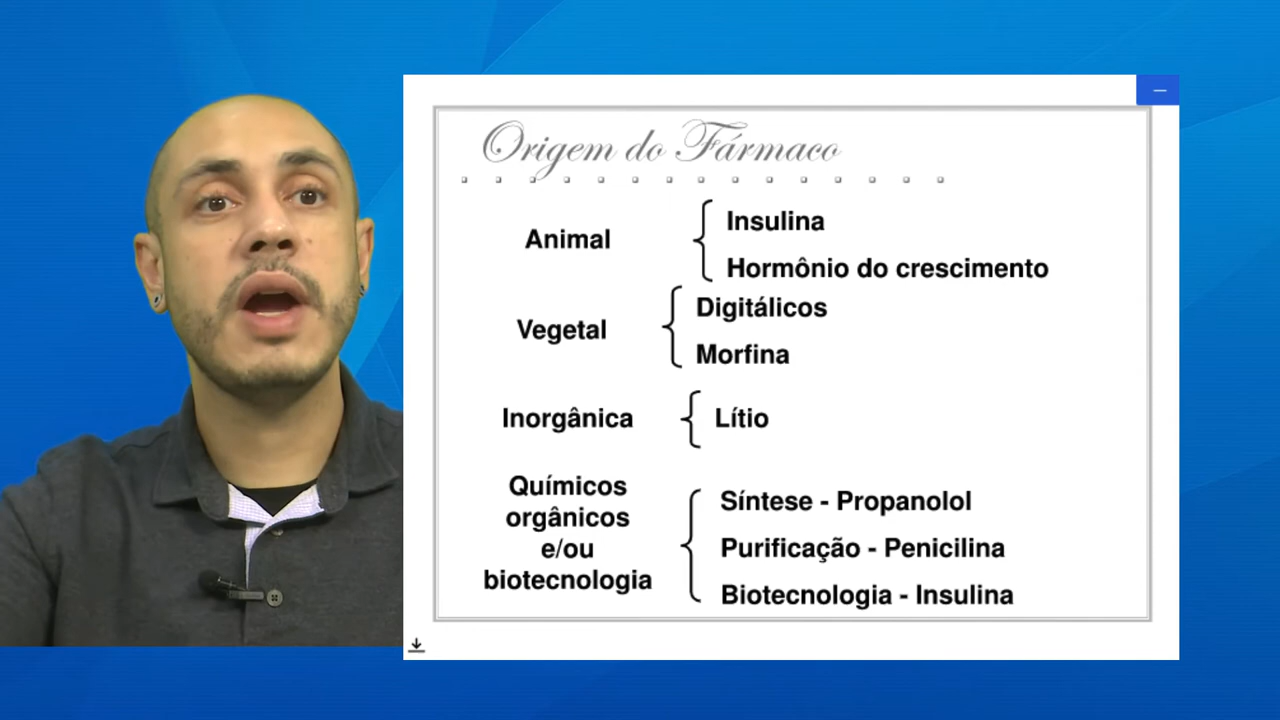 Origem do Fármaco
Animal
Insulina
Hormônio do crescimento
Vegetal
Digitálicos
Morfina
Inorgânica
Lítio
Químicos
orgânicos
e/ou
biotecnologia
Síntese - Propanolol
Purificação - Penicilina
Biotecnologia - Insulina